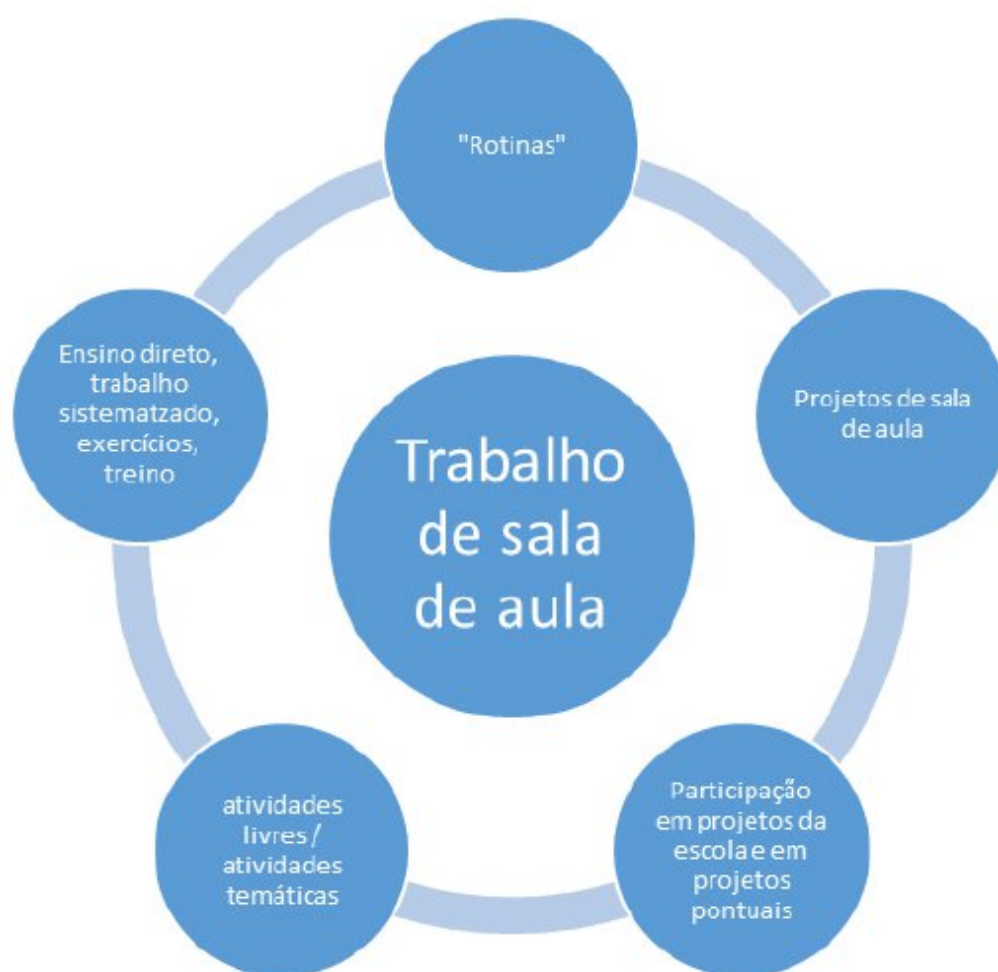 "Rotinas"
Projetos de sala
de aula
Participação
em projetos da
escola e em
projetos
pontuais
atividades
livres /
atividades
temáticas
Ensino direto,
trabalho
sistematzado,
exercícios,
treino
Trabalho
de sala
de aula